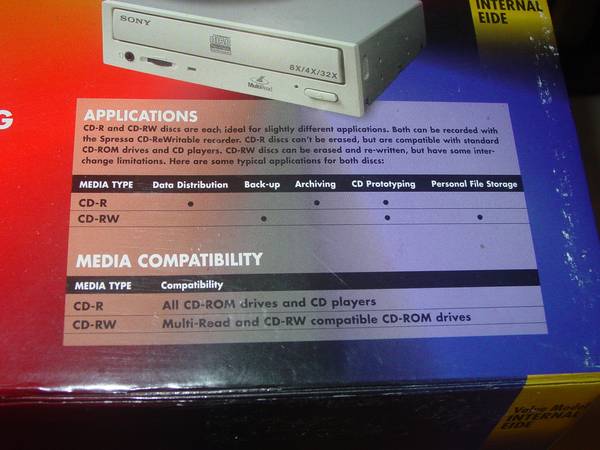 INTERNAL
EIDE
SONY
8X/4X/32X
MultiRead
G
APPLICATIONS
CD-R and CD-RW discs are each ideal for slightly different applications. Both can be recorded with
the Spressa CD-ReWritable recorder. CD-R discs can't be erased, but are compatible with standard
CD-ROM drives and CD players. CD-RW discs can be erased and re-written, but have some inter-
change limitations. Here are some typical applications for both discs:
MEDIA TYPE Data Distribution Back-up Archiving CD Prototyping Personal File Storage
CD-R • • •
CD-RW • • •
MEDIA COMPATIBILITY
MEDIA TYPE Compatibility
CD-R All CD-ROM drives and CD players
CD-RW Multi-Read and CD-RW compatible CD-ROM drives
Value Model
INTERNAL
EIDE